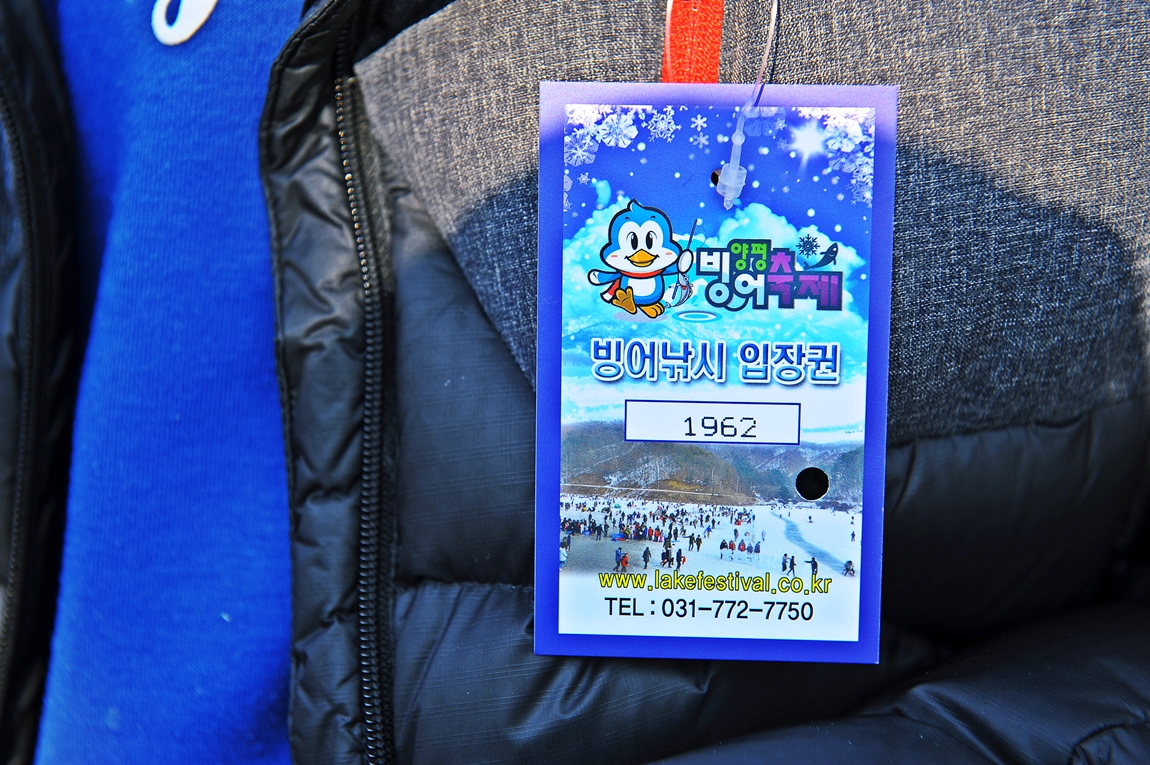 양평
빙어축제
빙어낚시 입장권
1962
www.lakefestival.co.kr
TEL : 031-772-7750